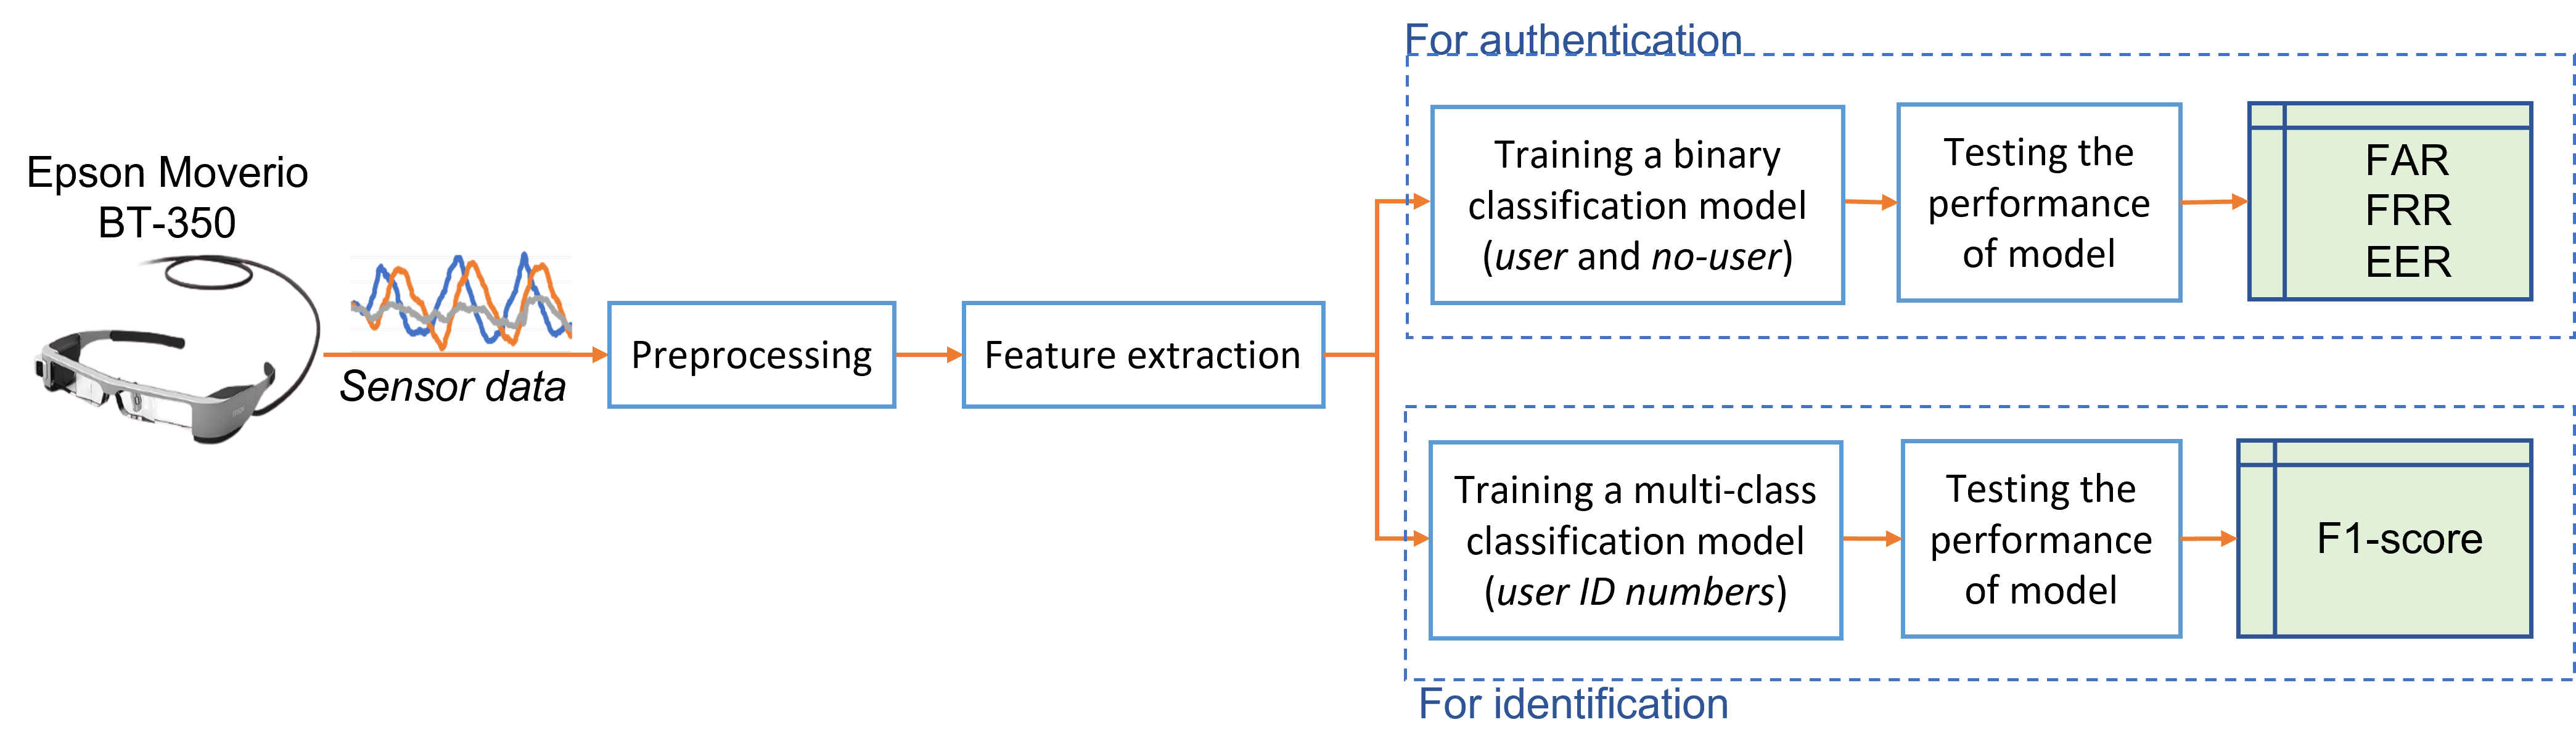 For authentication
Epson Moverio
BT-350
Sensor data
Preprocessing
Feature extraction
Training a binary
classification model
(user and no-user)
Testing the
performance
of model
FAR
FRR
EER
Training a multi-class
classification model
(user ID numbers)
Testing the
performance
of model
F1-score
For identification